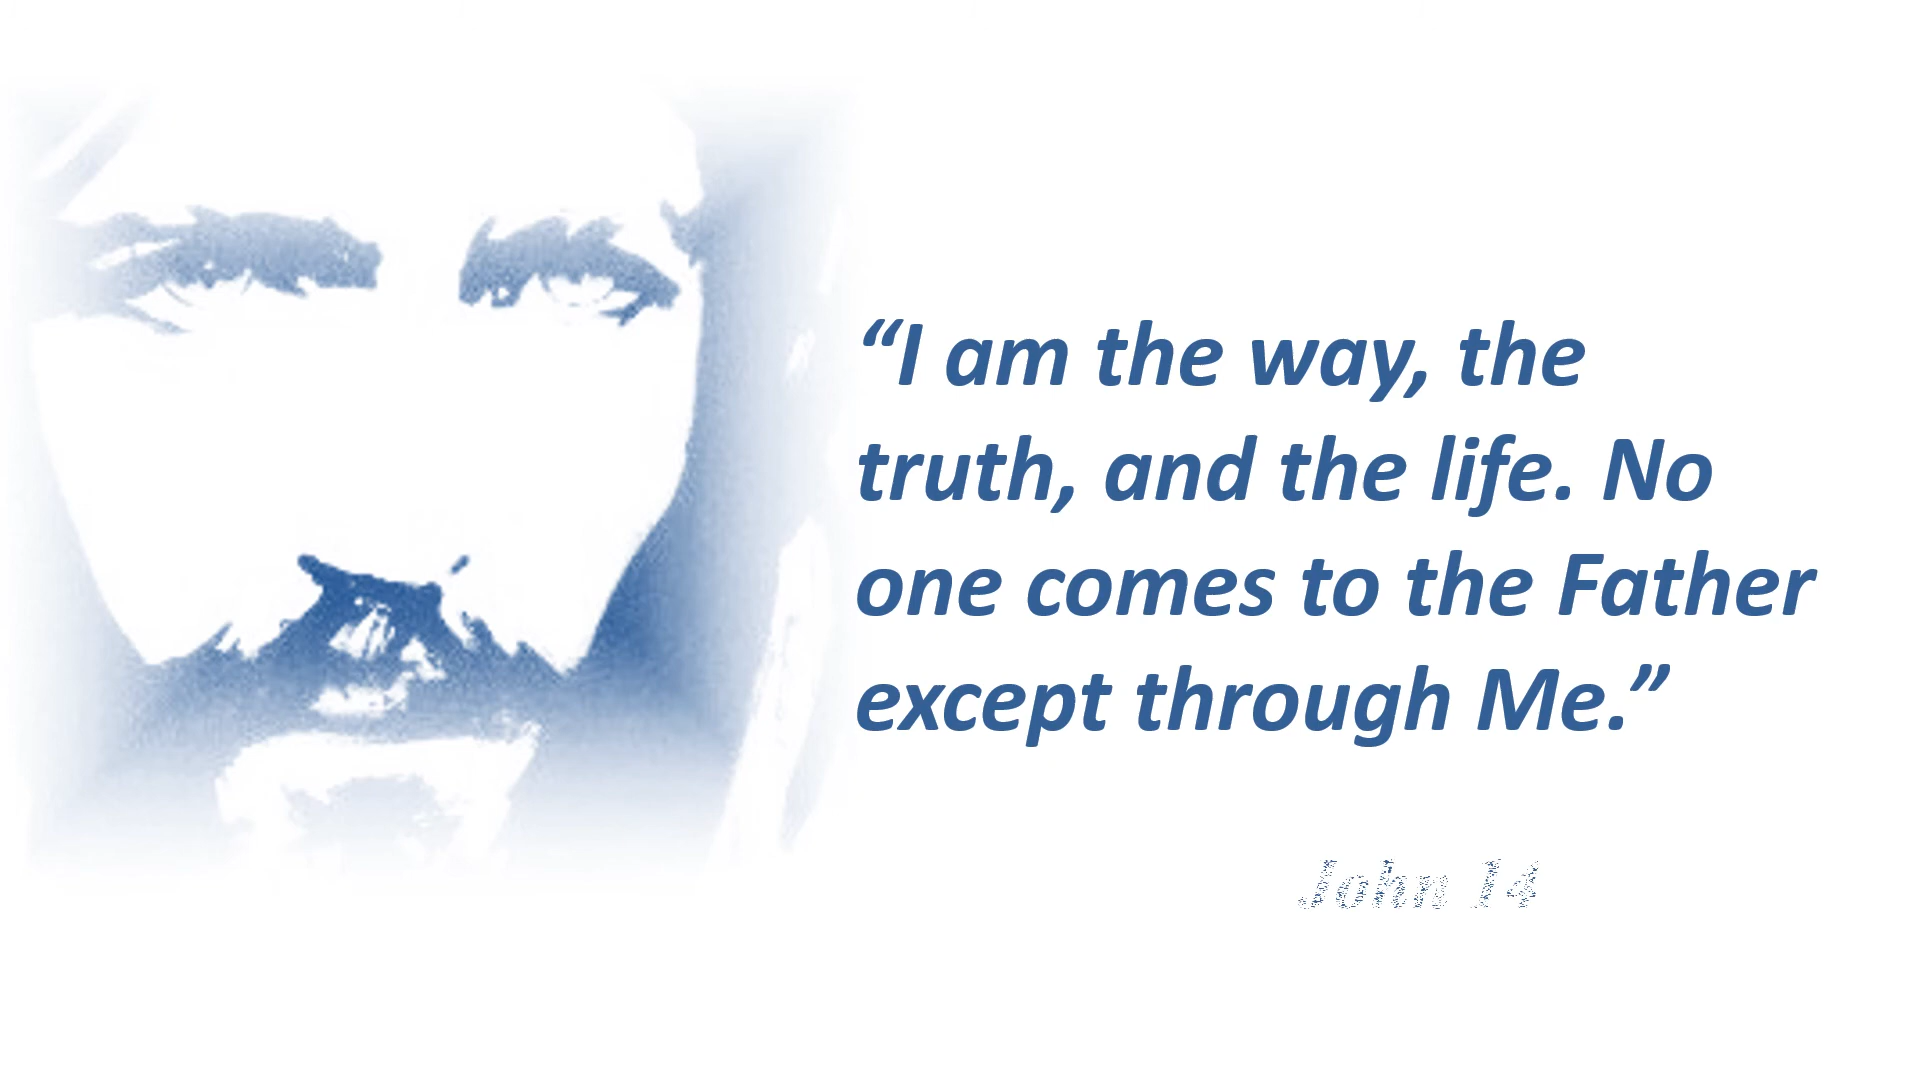 “I am the way, the
truth, and the life. No
one comes to the Father
except through Me.”
John 14